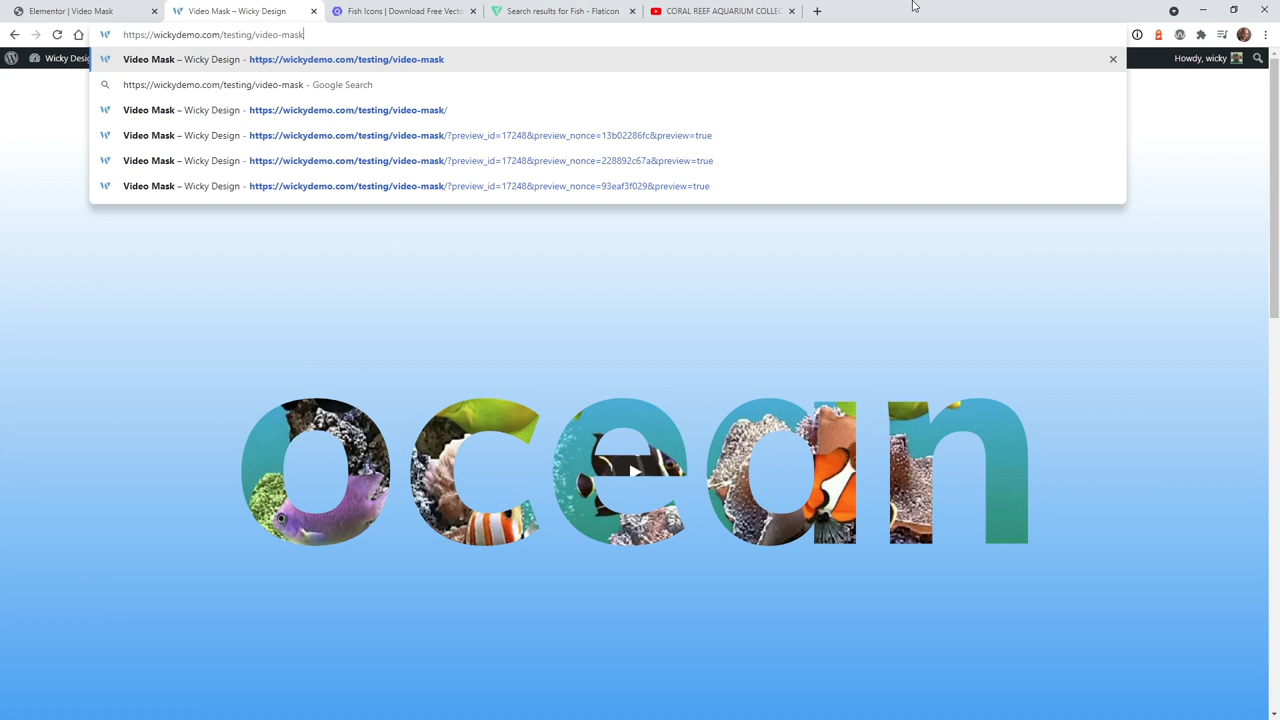 Elementor | Video Mask
Video Mask – Wicky Design
Fish Icons | Download Free Vecto
Search results for Fish - Flaticon
CORAL REEF AQUARIUM COLLEC
https://wickydemo.com/testing/video-mask
Wicky Desig
Howdy, wicky
Video Mask – Wicky Design - https://wickydemo.com/testing/video-mask
https://wickydemo.com/testing/video-mask - Google Search
Video Mask – Wicky Design - https://wickydemo.com/testing/video-mask/
Video Mask – Wicky Design - https://wickydemo.com/testing/video-mask/?preview_id=17248&preview_nonce=13b02286fc&preview=true
Video Mask – Wicky Design - https://wickydemo.com/testing/video-mask/?preview_id=17248&preview_nonce=228892c67a&preview=true
Video Mask – Wicky Design - https://wickydemo.com/testing/video-mask/?preview_id=17248&preview_nonce=93eaf3f029&preview=true
ocean